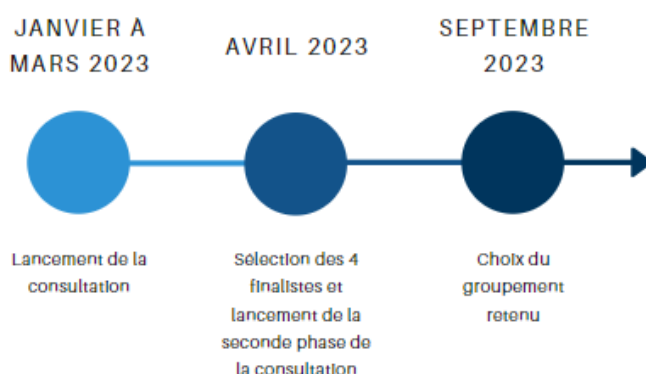 JANVIER À
MARS 2023
AVRIL 2023
SEPTEMBRE
2023
Lancement de la
consultation
Sélection des 4
finalistes et
lancement de la
seconde phase de
la consultation
Choix du
groupement
retenu